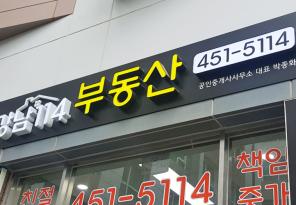 강남114 부동산 451-5114
공인중개사사무소 대표 박동화
친절 451-5114 책임
중개